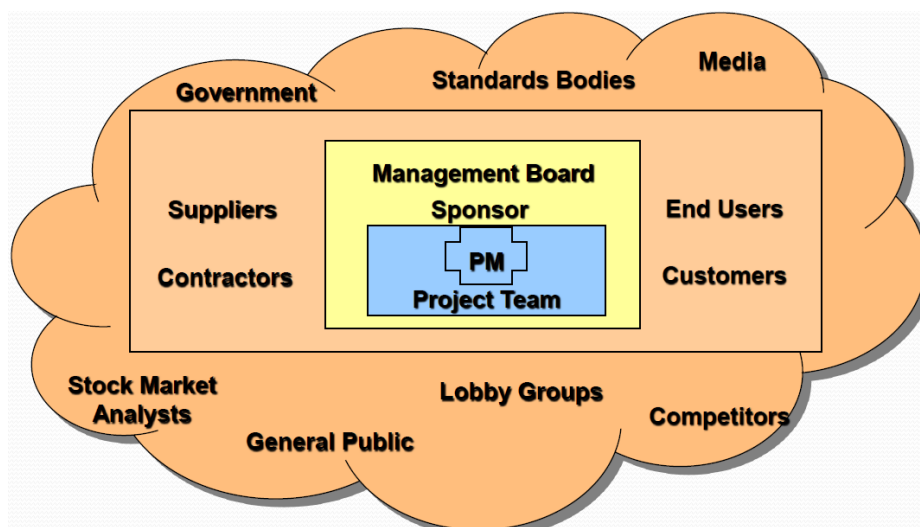 Media
Standards Bodies
Government
Management Board
Suppliers
Sponsor
End Users
PM
Contractors
Customers
Project Team
Stock Market
Analysts
Lobby Groups
Competitors
General Public